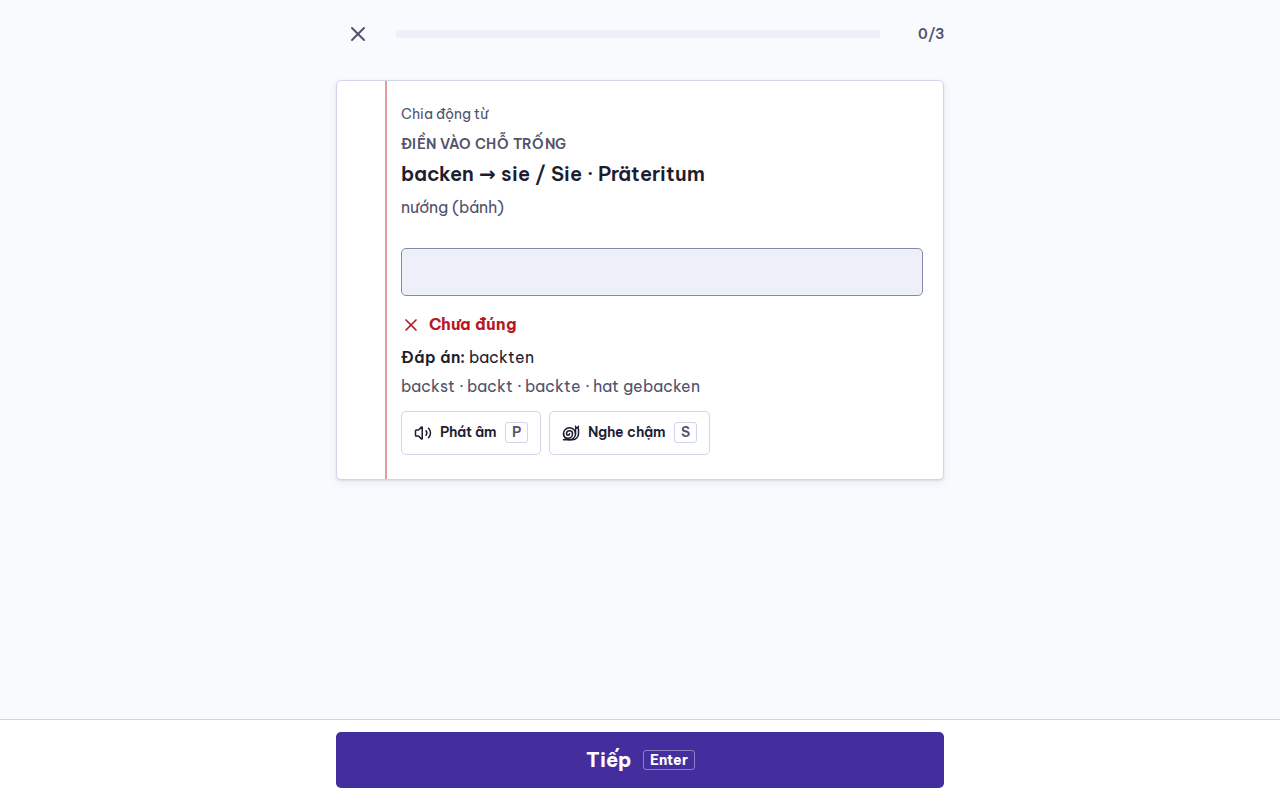 0/3
Chia động từ
ĐIỀN VÀO CHỖ TRỐNG
backen → sie / Sie · Präteritum
nướng (bánh)
Chưa đúng
Đáp án: backten
backst · backt · backte · hat gebacken
Phát âm P Nghe chậm S
Tiếp Enter